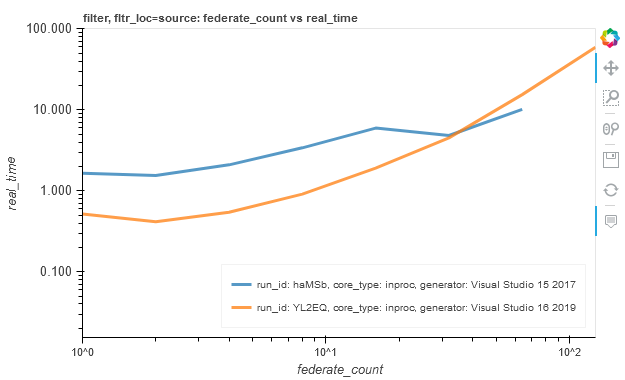 filter, fltr_loc=source: federate_count vs real_time
100.000
10.000
1.000
0.100
real_time
run_id: haMSb, core_type: inproc, generator: Visual Studio 15 2017
run_id: YL2EQ, core_type: inproc, generator: Visual Studio 16 2019
10^0
10^1
10^2
federate_count